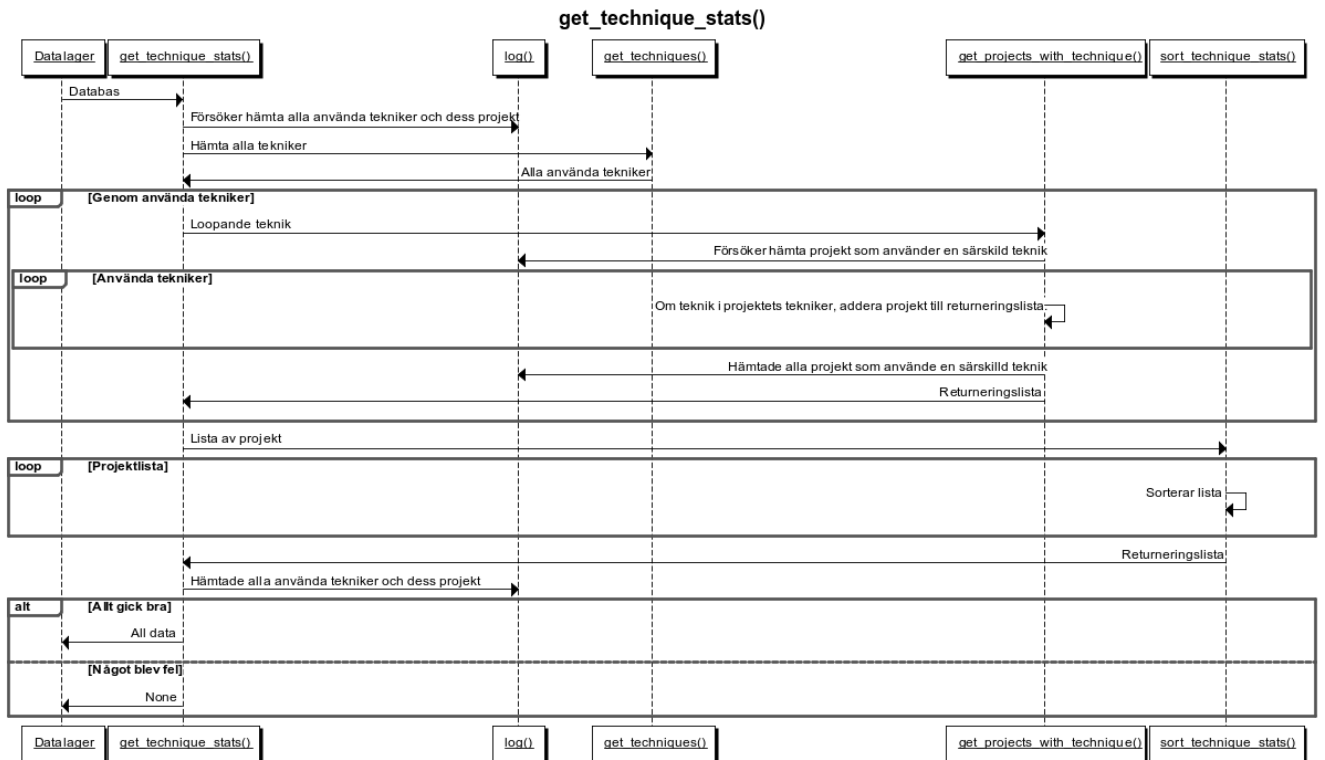 get_technique_stats()
Datalager
get_technique_stats()
log()
get_techniques()
get_projects_with_technique()
sort_technique_stats()
Databas
Försöker hämta alla använda tekniker och dess projekt
Hämta alla tekniker
Alla använda tekniker
loop [Genom använda tekniker]
Loopande teknik
Försöker hämta projekt som använder en särskild teknik
loop [Använda tekniker]
Om teknik i projektets tekniker, addera projekt till returneringslista.
Hämtade alla projekt som använde en särskilld teknik
Returneringslista
Lista av projekt
loop [Projektlista]
Sorterar lista
Returneringslista
Hämtade alla använda tekniker och dess projekt
alt [Allt gick bra]
All data
[Något blev fel]
None
Datalager
get_technique_stats()
log()
get_techniques()
get_projects_with_technique()
sort_technique_stats()